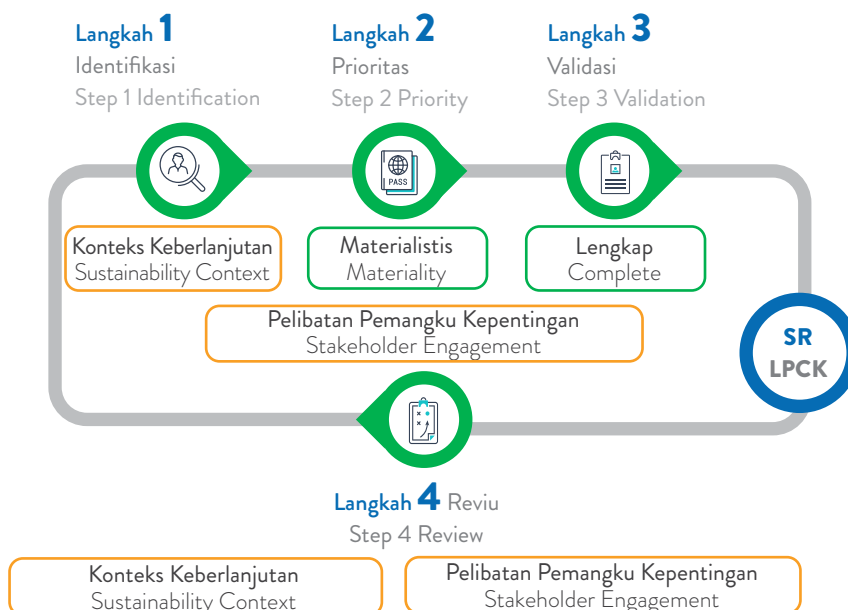 Langkah 1
Identifikasi
Step 1 Identification
Langkah 2
Prioritas
Step 2 Priority
Langkah 3
Validasi
Step 3 Validation
PASS
Konteks Keberlanjutan
Sustainability Context
Materialistis
Materiality
Lengkap
Complete
Pelibatan Pemangku Kepentingan
Stakeholder Engagement
SR
LPCK
Langkah 4 Reviu
Step 4 Review
Konteks Keberlanjutan
Sustainability Context
Pelibatan Pemangku Kepentingan
Stakeholder Engagement